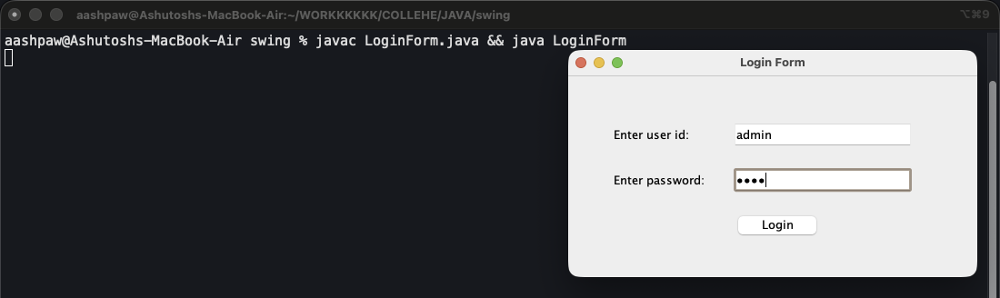 aashpaw@Ashutoshs-MacBook-Air:~/WORKKKKKK/COLLEHE/JAVA/swing ⌥⌘9
aashpaw@Ashutoshs-MacBook-Air swing % javac LoginForm.java && java LoginForm
Login Form
Enter user id: admin
Enter password: ••••
Login